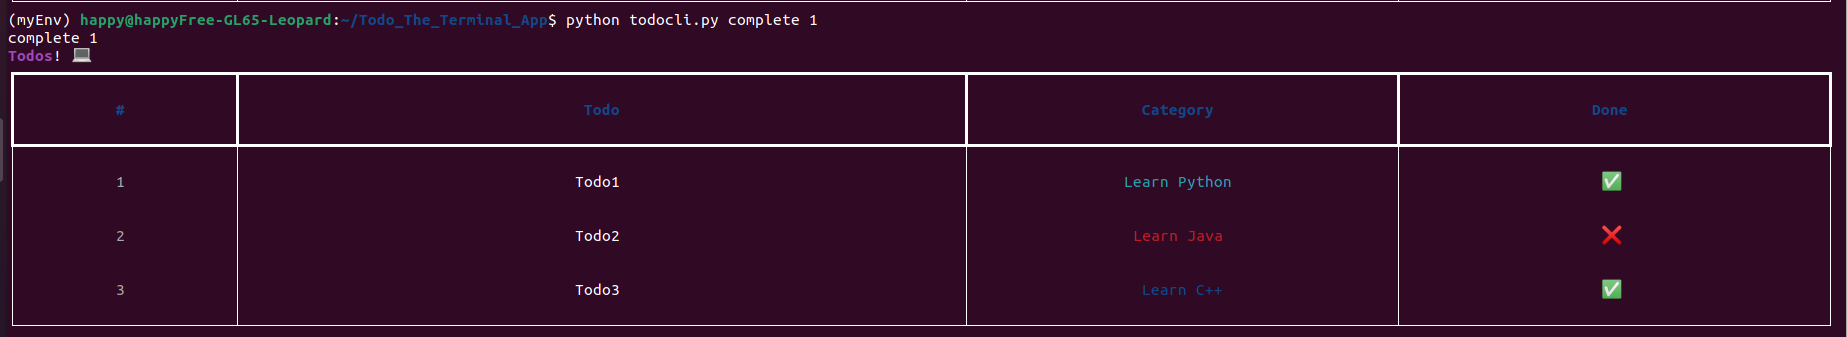 (myEnv) happy@happyFree-GL65-Leopard:~/Todo_The_Terminal_App$ python todocli.py complete 1
complete 1
Todos! 💻
# Todo Category Done
1 Todo1 Learn Python ✅
2 Todo2 Learn Java ❌
3 Todo3 Learn C++ ✅